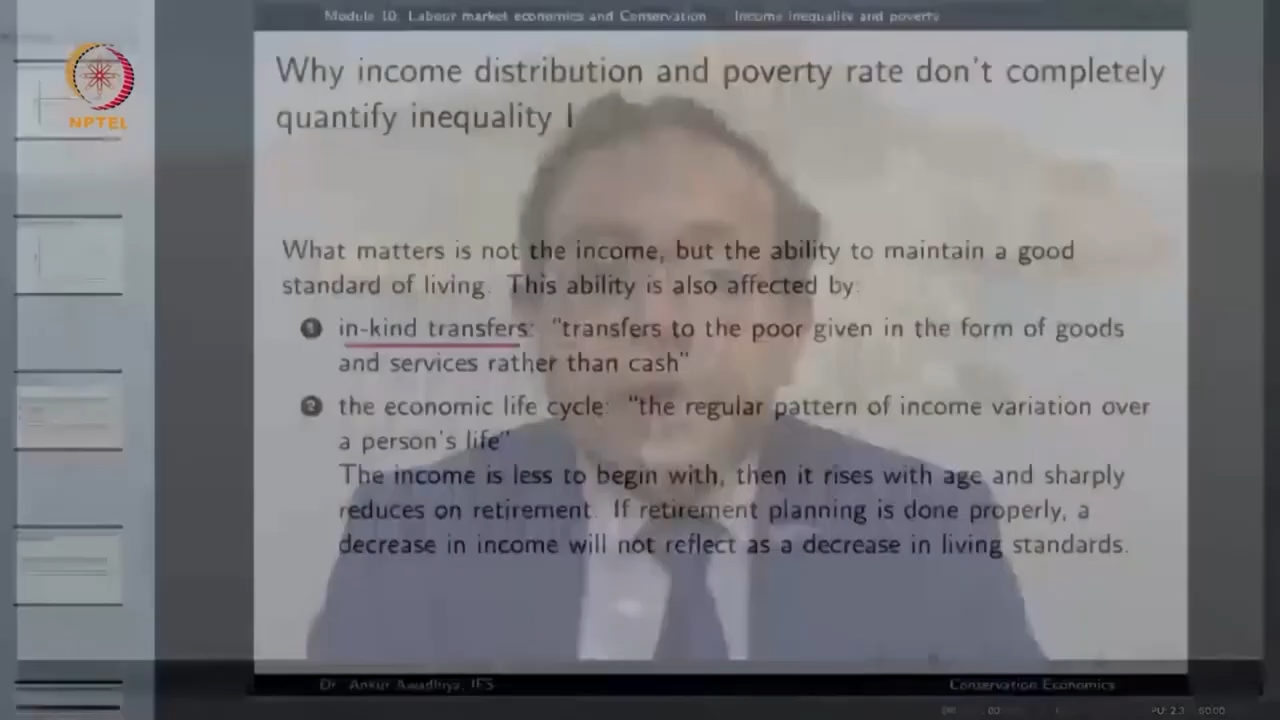 Module 10: Labour market economics and Conservation Income inequality and poverty
NPTEL
Why income distribution and poverty rate don't completely
quantify inequality I
What matters is not the income, but the ability to maintain a good
standard of living. This ability is also affected by:
1 in-kind transfers: "transfers to the poor given in the form of goods
and services rather than cash"
2 the economic life cycle: "the regular pattern of income variation over
a person's life"
The income is less to begin with, then it rises with age and sharply
reduces on retirement. If retirement planning is done properly, a
decrease in income will not reflect as a decrease in living standards.
Dr. Ankur Awadhiya, IFS Conservation Economics